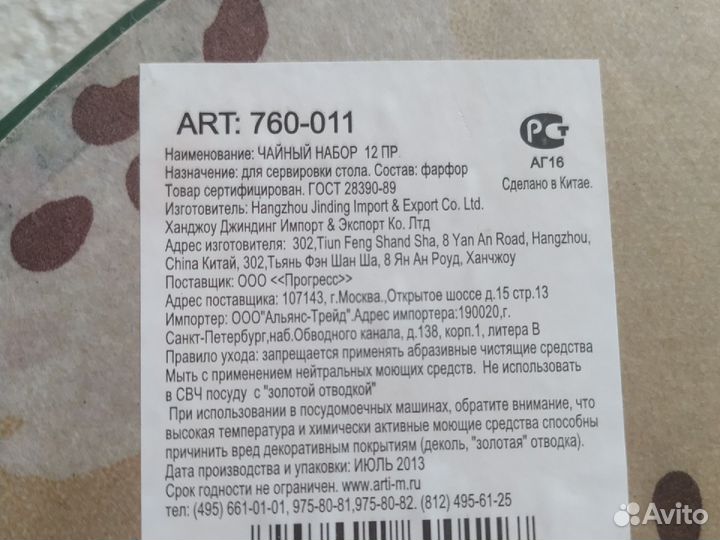 ART: 760-011
РСТ
АГ16
Сделано в Китае.
Наименование: ЧАЙНЫЙ НАБОР 12 ПР.
Назначение: для сервировки стола. Состав: фарфор
Товар сертифицирован. ГОСТ 28390-89
Изготовитель: Hangzhou Jinding Import & Export Co. Ltd.
Ханджоу Джиндинг Импорт & Экспорт Ко. Лтд
Адрес изготовителя: 302,Tiun Feng Shand Sha, 8 Yan An Road, Hangzhou,
China Китай, 302,Тьянь Фэн Шан Ша, 8 Ян Ан Роуд, Ханчжоу
Поставщик: ООО <<Прогресс>>
Адрес поставщика: 107143, г.Москва.,Открытое шоссе д.15 стр.13
Импортер: ООО"Альянс-Трейд".Адрес импортера:190020,г.
Санкт-Петербург,наб.Обводного канала, д.138, корп.1, литера В
Правило ухода: запрещается применять абразивные чистящие средства
Мыть с применением нейтральных моющих средств. Не использовать
в СВЧ посуду с "золотой отводкой"
При использовании в посудомоечных машинах, обратите внимание, что
высокая температура и химически активные моющие средства способны
причинить вред декоративным покрытиям (деколь, "золотая" отводка).
Дата производства и упаковки: ИЮЛЬ 2013
Срок годности не ограничен. www.arti-m.ru
тел: (495) 661-01-01, 975-80-81,975-80-82. (812) 495-61-25
Avito